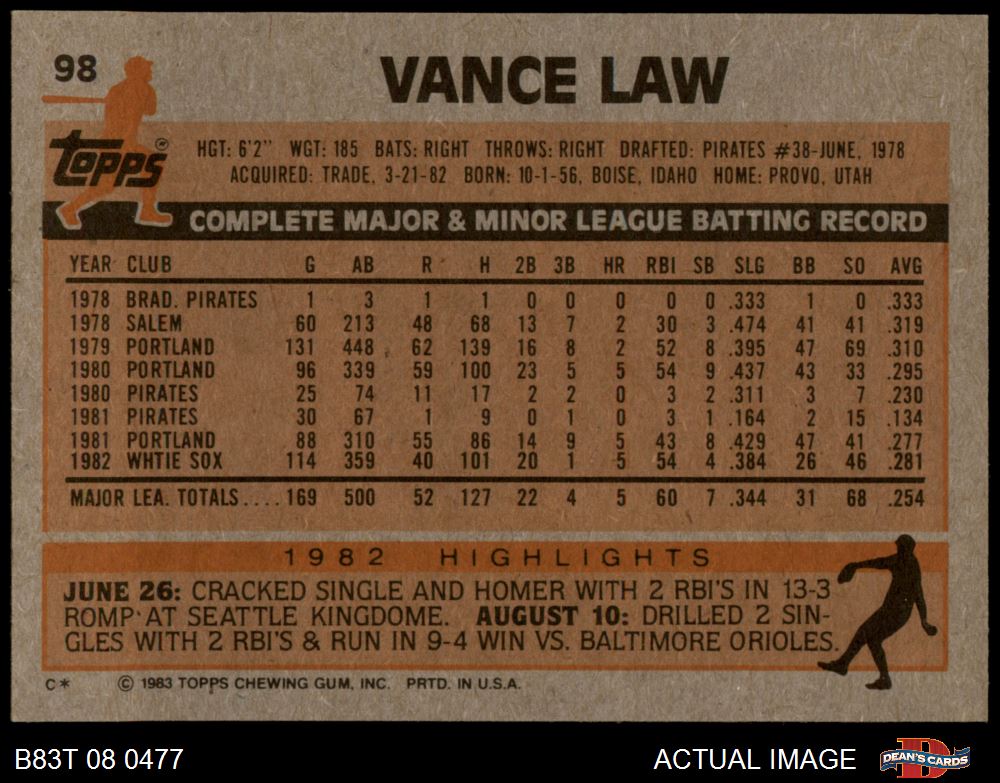 98
VANCE LAW
Topps ®
HGT: 6'2" WGT: 185 BATS: RIGHT THROWS: RIGHT DRAFTED: PIRATES #38-JUNE, 1978
ACQUIRED: TRADE, 3-21-82 BORN: 10-1-56, BOISE, IDAHO HOME: PROVO, UTAH
COMPLETE MAJOR & MINOR LEAGUE BATTING RECORD
YEAR CLUB G AB R H 2B 3B HR RBI SB SLG BB SO AVG
1978 BRAD. PIRATES 1 3 1 1 0 0 0 0 0 .333 1 0 .333
1978 SALEM 60 213 48 68 13 7 2 30 3 .474 41 41 .319
1979 PORTLAND 131 448 62 139 16 8 2 52 8 .395 47 69 .310
1980 PORTLAND 96 339 59 100 23 5 5 54 9 .437 43 33 .295
1980 PIRATES 25 74 11 17 2 2 0 3 2 .311 3 7 .230
1981 PIRATES 30 67 1 9 0 1 0 3 1 .164 2 15 .134
1981 PORTLAND 88 310 55 86 14 9 5 43 8 .429 47 41 .277
1982 WHTIE SOX 114 359 40 101 20 1 5 54 4 .384 26 46 .281
MAJOR LEA. TOTALS.... 169 500 52 127 22 4 5 60 7 .344 31 68 .254
1982 HIGHLIGHTS
JUNE 26: CRACKED SINGLE AND HOMER WITH 2 RBI'S IN 13-3
ROMP AT SEATTLE KINGDOME. AUGUST 10: DRILLED 2 SIN-
GLES WITH 2 RBI'S & RUN IN 9-4 WIN VS. BALTIMORE ORIOLES.
C* © 1983 TOPPS CHEWING GUM, INC. PRTD. IN U.S.A.
B83T 08 0477 ACTUAL IMAGE D DEAN'S CARDS